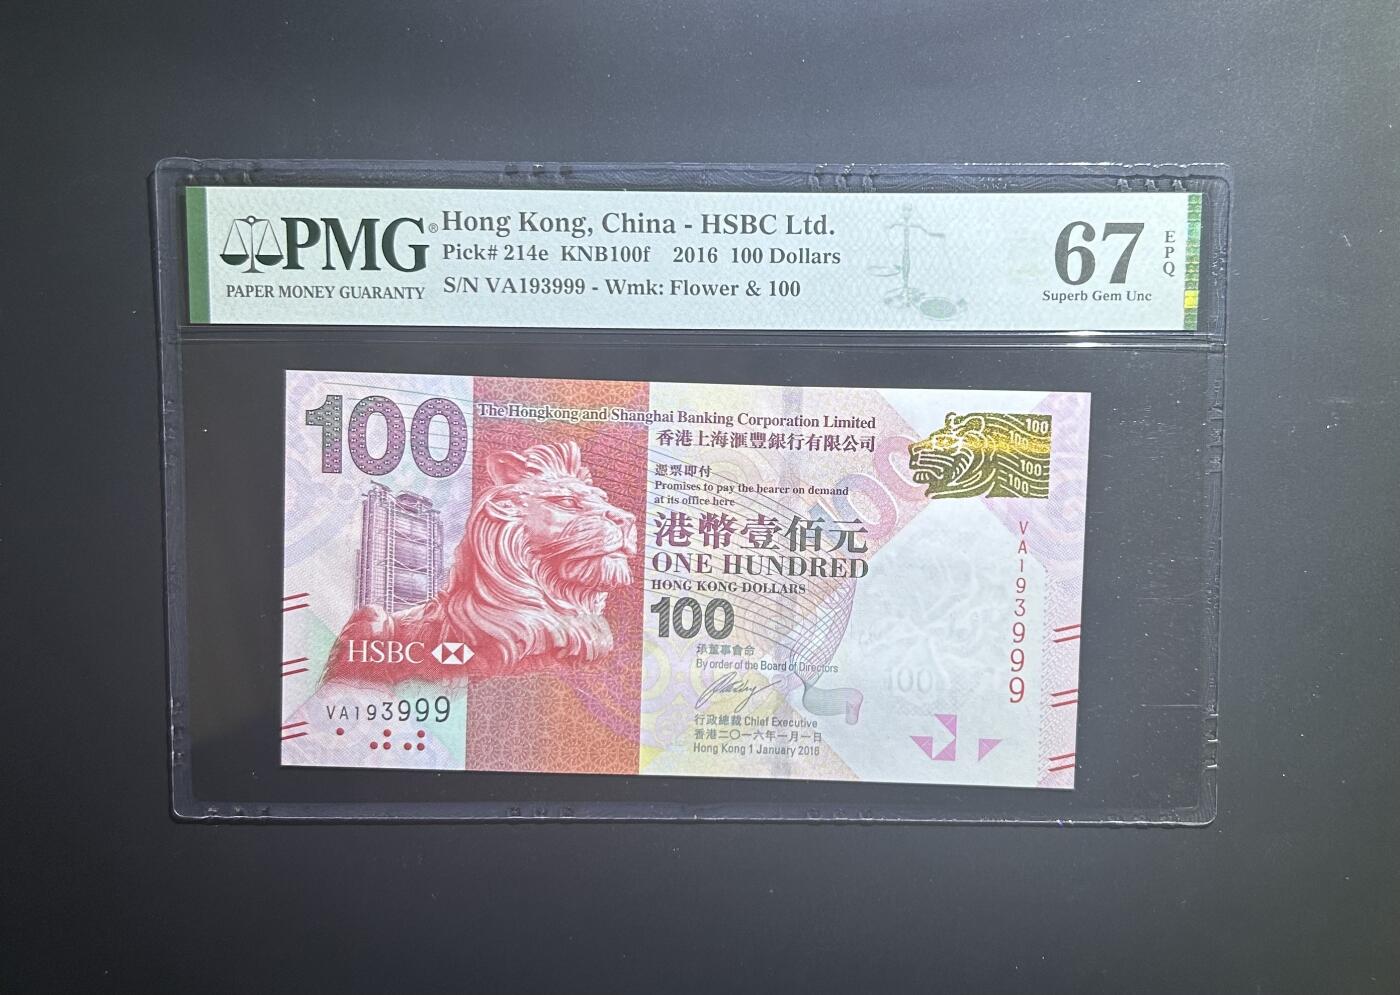 PMG®
PAPER MONEY GUARANTY
Hong Kong, China - HSBC Ltd.
Pick# 214e KNB100f 2016 100 Dollars
S/N VA193999 - Wmk: Flower & 100
67
EPQ
Superb Gem Unc
100
The Hongkong and Shanghai Banking Corporation Limited
香港上海滙豐銀行有限公司
憑票即付
Promises to pay the bearer on demand
at its office here
港幣壹佰元
ONE HUNDRED
HONG KONG DOLLARS
100
承董事會命
By order of the Board of Directors
行政總裁 Chief Executive
香港二〇一六年一月一日
Hong Kong 1 January 2016
HSBC
VA193999
100
100
100
100
VA193999
100